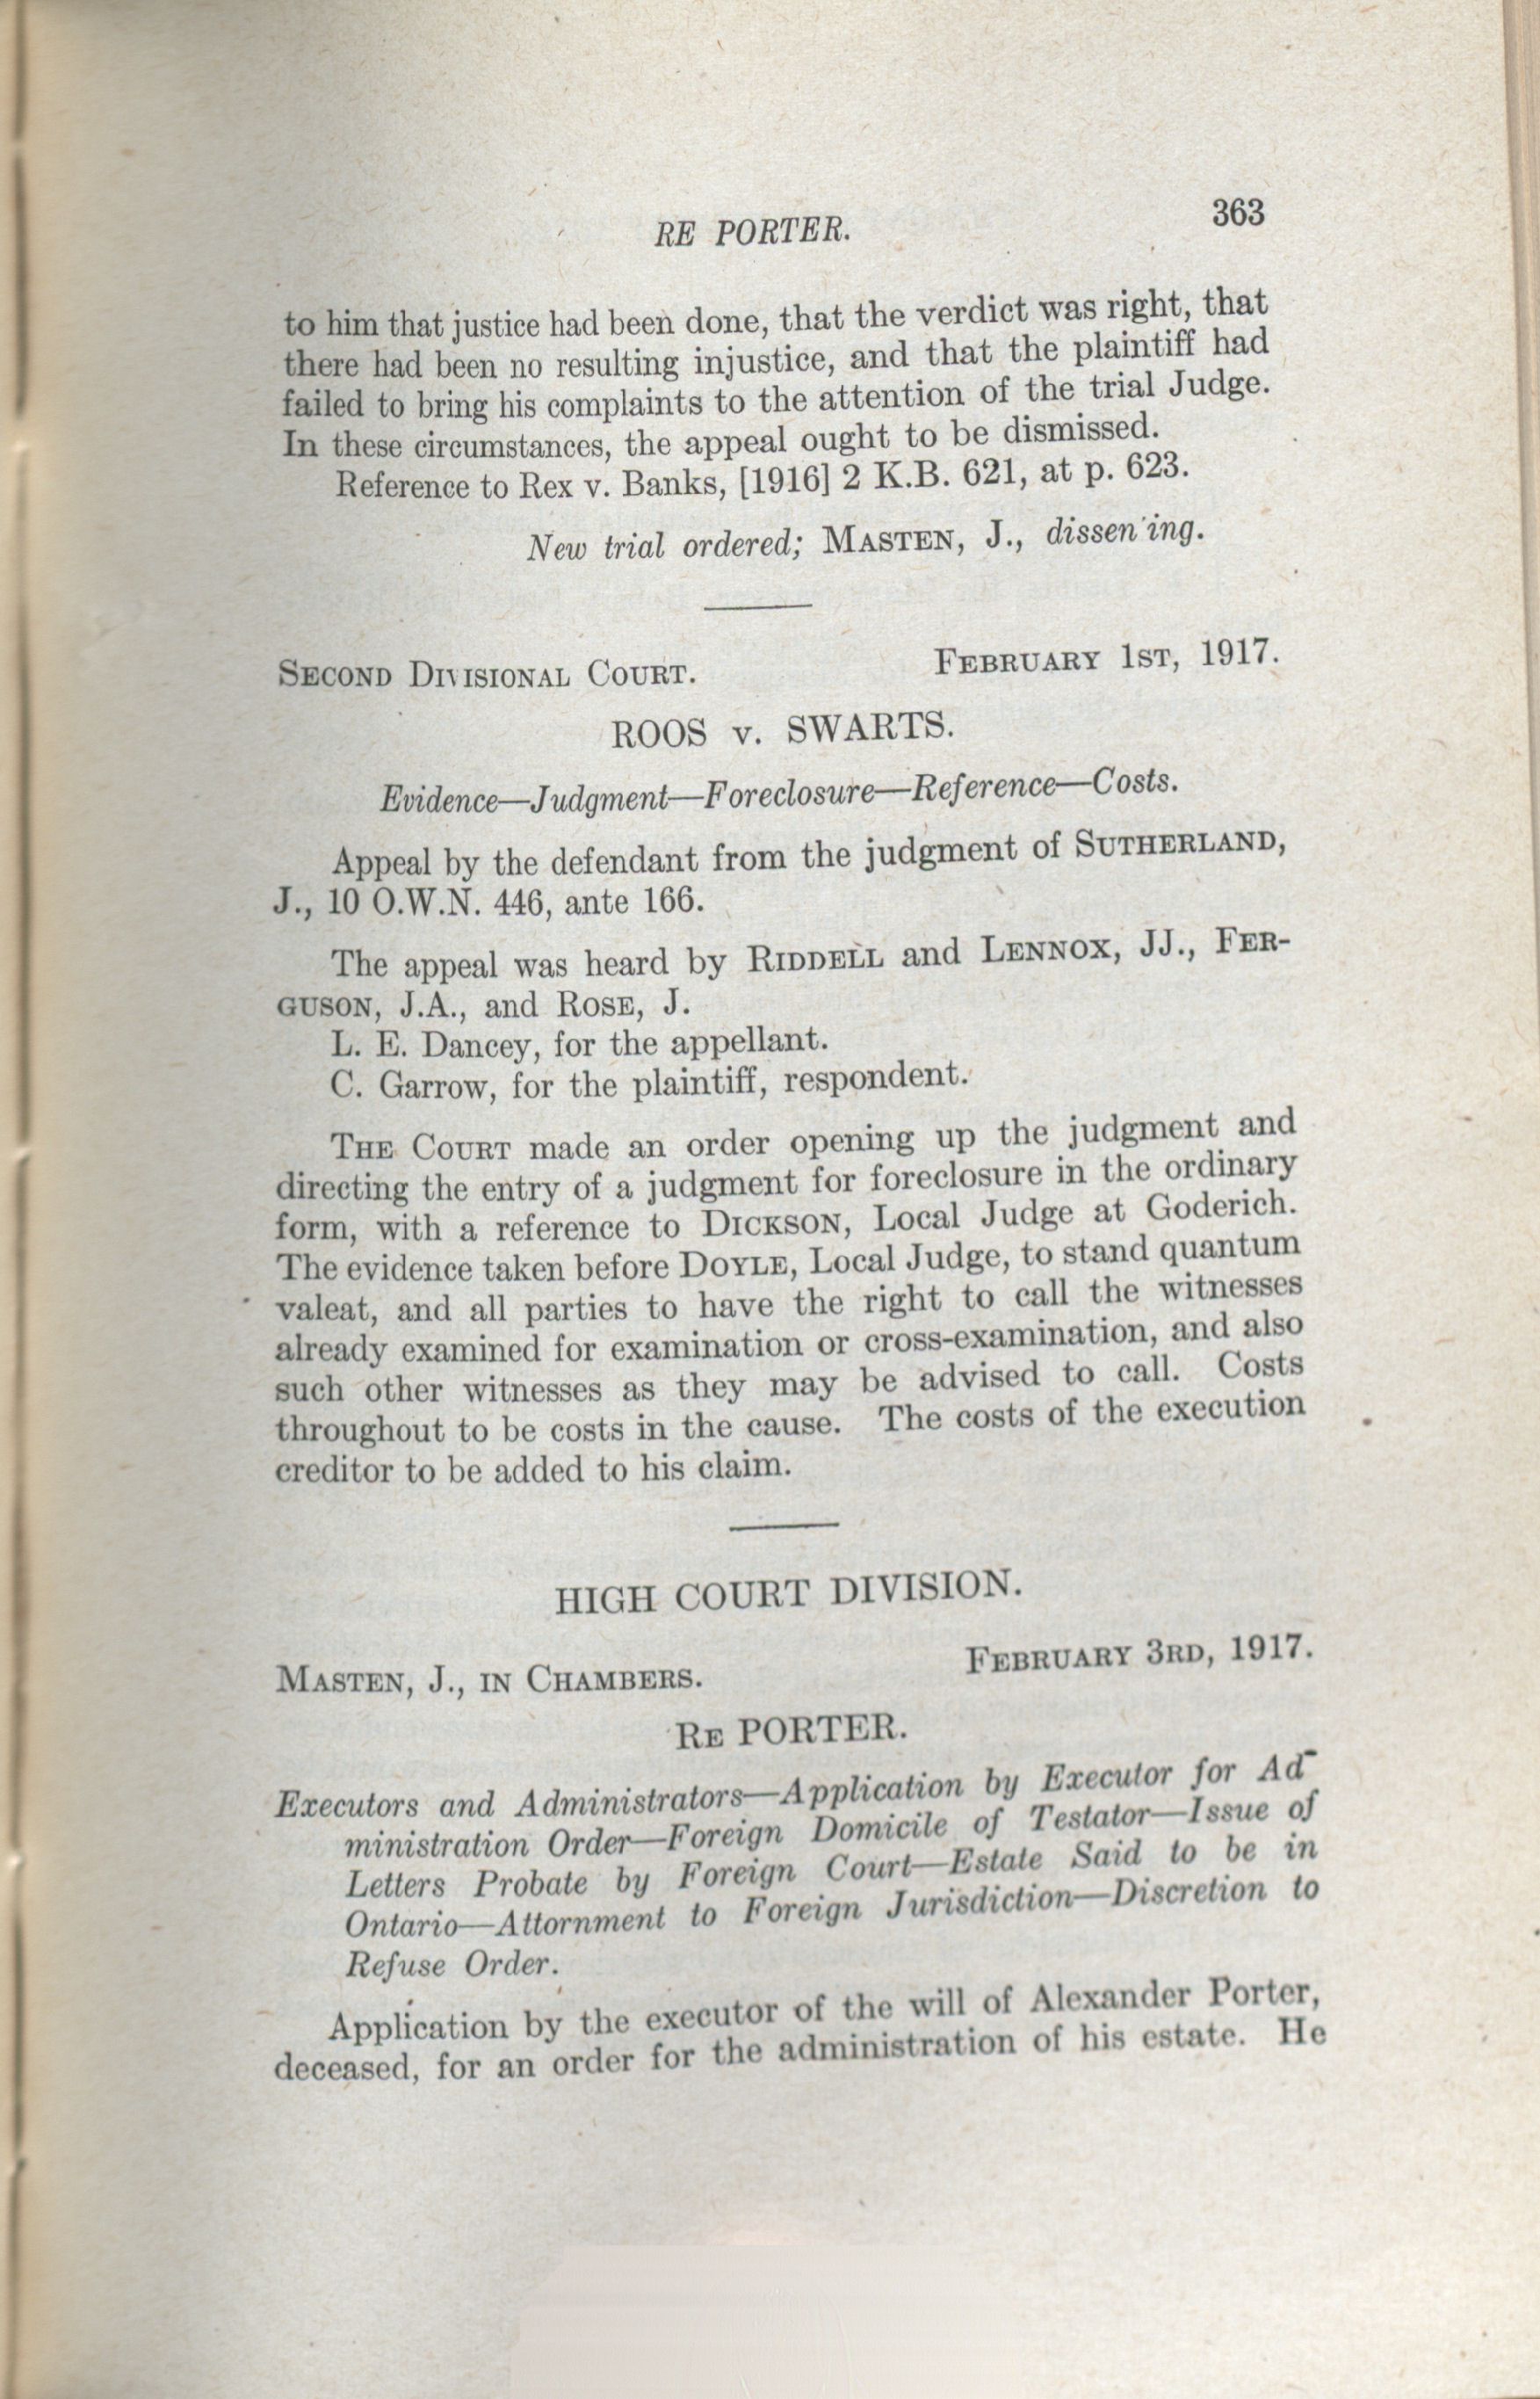 RE PORTER.
363
to him that justice had been done, that the verdict was right, that
there had been no resulting injustice, and that the plaintiff had
failed to bring his complaints to the attention of the trial Judge.
In these circumstances, the appeal ought to be dismissed.
Reference to Rex v. Banks, [1916] 2 K.B. 621, at p. 623.
New trial ordered; MASTEN, J., dissen'ing.
SECOND DIVISIONAL COURT.
FEBRUARY 1ST, 1917.
ROOS v. SWARTS.
Evidence—Judgment—Foreclosure—Reference—Costs.
Appeal by the defendant from the judgment of SUTHERLAND,
J., 10 O.W.N. 446, ante 166.
The appeal was heard by RIDDELL and LENNOX, JJ., FER-
GUSON, J.A., and ROSE, J.
L. E. Dancey, for the appellant.
C. Garrow, for the plaintiff, respondent.
THE COURT made an order opening up the judgment and
directing the entry of a judgment for foreclosure in the ordinary
form, with a reference to DICKSON, Local Judge at Goderich.
The evidence taken before DOYLE, Local Judge, to stand quantum
valeat, and all parties to have the right to call the witnesses
already examined for examination or cross-examination, and also
such other witnesses as they may be advised to call. Costs
throughout to be costs in the cause. The costs of the execution
creditor to be added to his claim.
HIGH COURT DIVISION.
MASTEN, J., IN CHAMBERS.
FEBRUARY 3RD, 1917.
RE PORTER.
Executors and Administrators—Application by Executor for Ad-
ministration Order—Foreign Domicile of Testator—Issue of
Letters Probate by Foreign Court—Estate Said to be in
Ontario—Attornment to Foreign Jurisdiction—Discretion to
Refuse Order.
Application by the executor of the will of Alexander Porter,
deceased, for an order for the administration of his estate. He